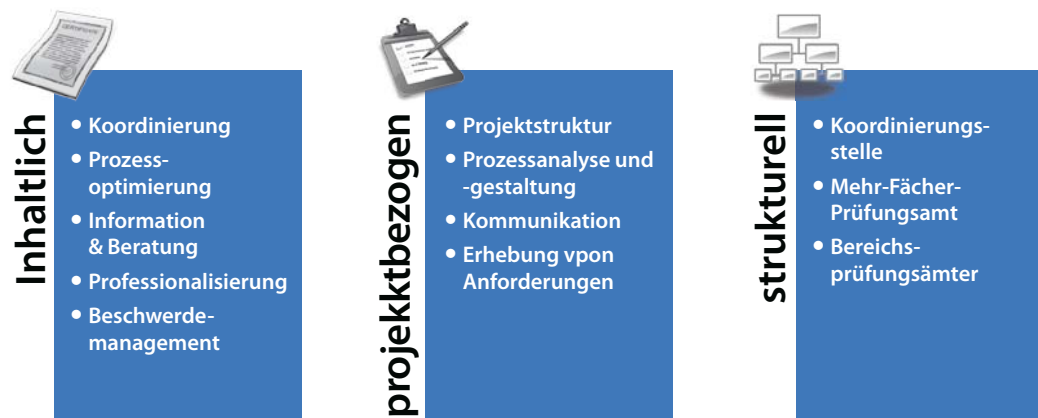 Inhaltlich
• Koordinierung
• Prozess-
optimierung
• Information
& Beratung
• Professionalisierung
• Beschwerde-
management
projekktbezogen
• Projektstruktur
• Prozessanalyse und
-gestaltung
• Kommunikation
• Erhebung vpon
Anforderungen
strukturell
• Koordinierungs-
stelle
• Mehr-Fächer-
Prüfungsamt
• Bereichs-
prüfungsämter